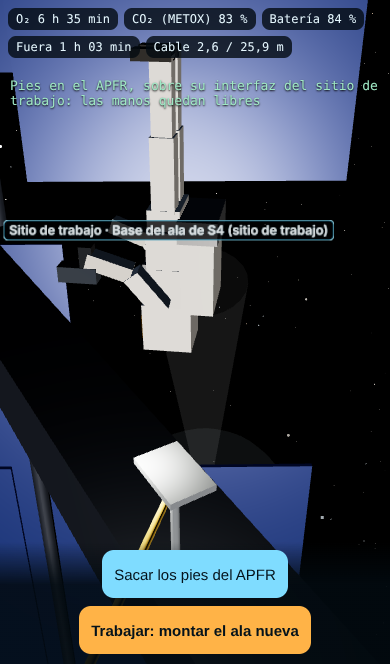 O₂ 6 h 35 min
CO₂ (METOX) 83 %
Batería 84 %
Fuera 1 h 03 min
Cable 2,6 / 25,9 m
Pies en el APFR, sobre su interfaz del sitio de
trabajo: las manos quedan libres
Sitio de trabajo · Base del ala de S4 (sitio de trabajo)
Sacar los pies del APFR
Trabajar: montar el ala nueva